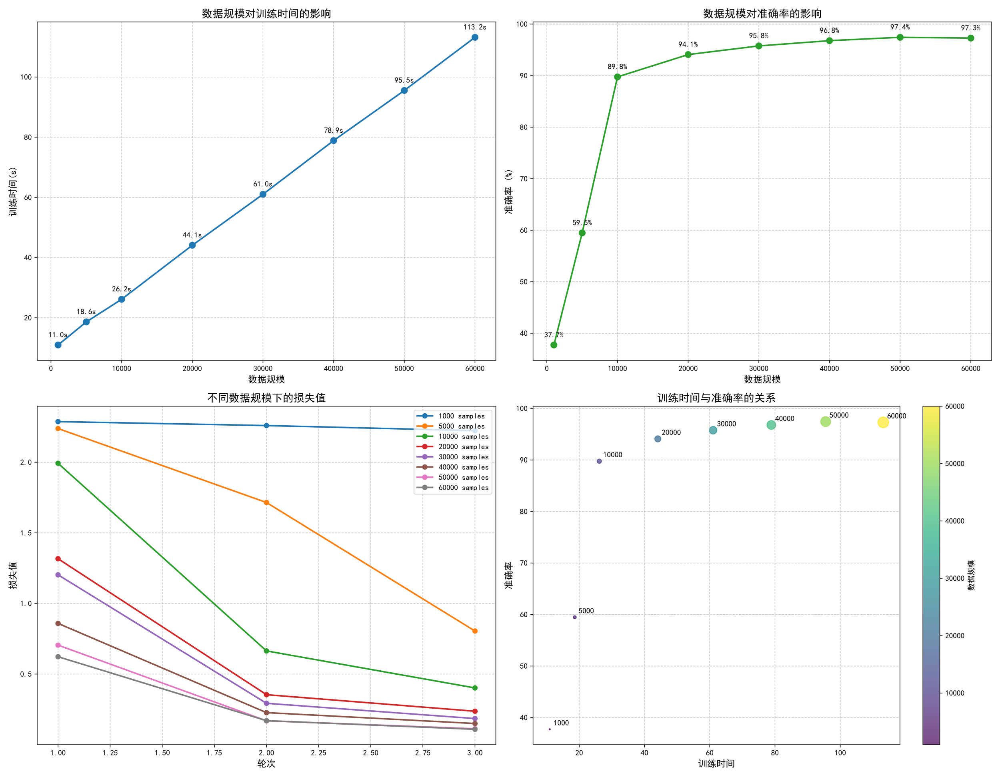 数据规模对训练时间的影响
训练时间(s)
100
80
60
40
20
11.0s
18.6s
26.2s
44.1s
61.0s
78.9s
95.5s
113.2s
0 10000 20000 30000 40000 50000 60000
数据规模
数据规模对准确率的影响
准确率 (%)
100
90
80
70
60
50
40
37.7%
59.5%
89.8%
94.1%
95.8%
96.8%
97.4%
97.3%
0 10000 20000 30000 40000 50000 60000
数据规模
不同数据规模下的损失值
损失值
2.0
1.5
1.0
0.5
1000 samples
5000 samples
10000 samples
20000 samples
30000 samples
40000 samples
50000 samples
60000 samples
1.00 1.25 1.50 1.75 2.00 2.25 2.50 2.75 3.00
轮次
训练时间与准确率的关系
准确率
100
90
80
70
60
50
40
1000
5000
10000
20000
30000
40000
50000
60000
20 40 60 80 100
训练时间
60000
50000
40000
30000
20000
10000
数据规模